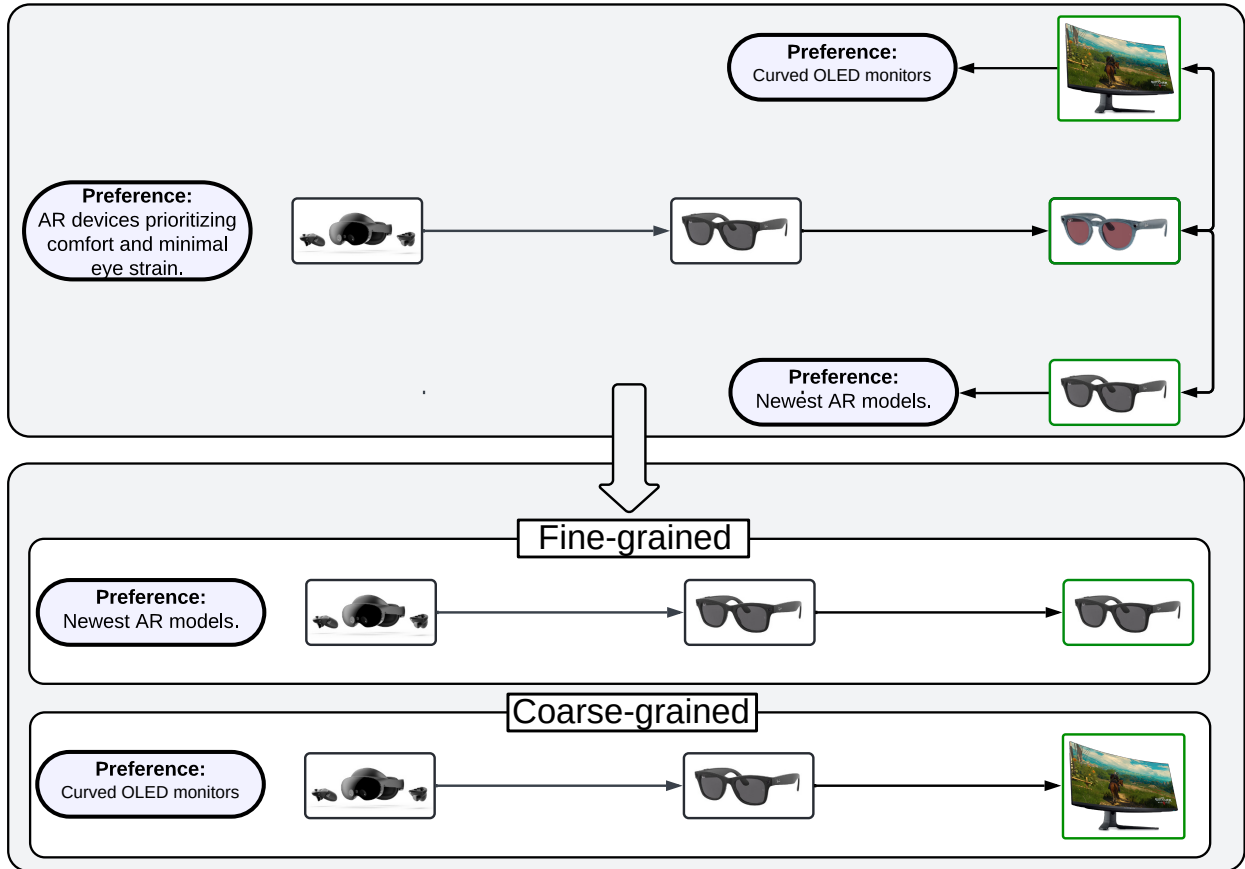 Preference:
Curved OLED monitors
Preference:
AR devices prioritizing
comfort and minimal
eye strain.
Preference:
Newest AR models.
Fine-grained
Preference:
Newest AR models.
Coarse-grained
Preference:
Curved OLED monitors